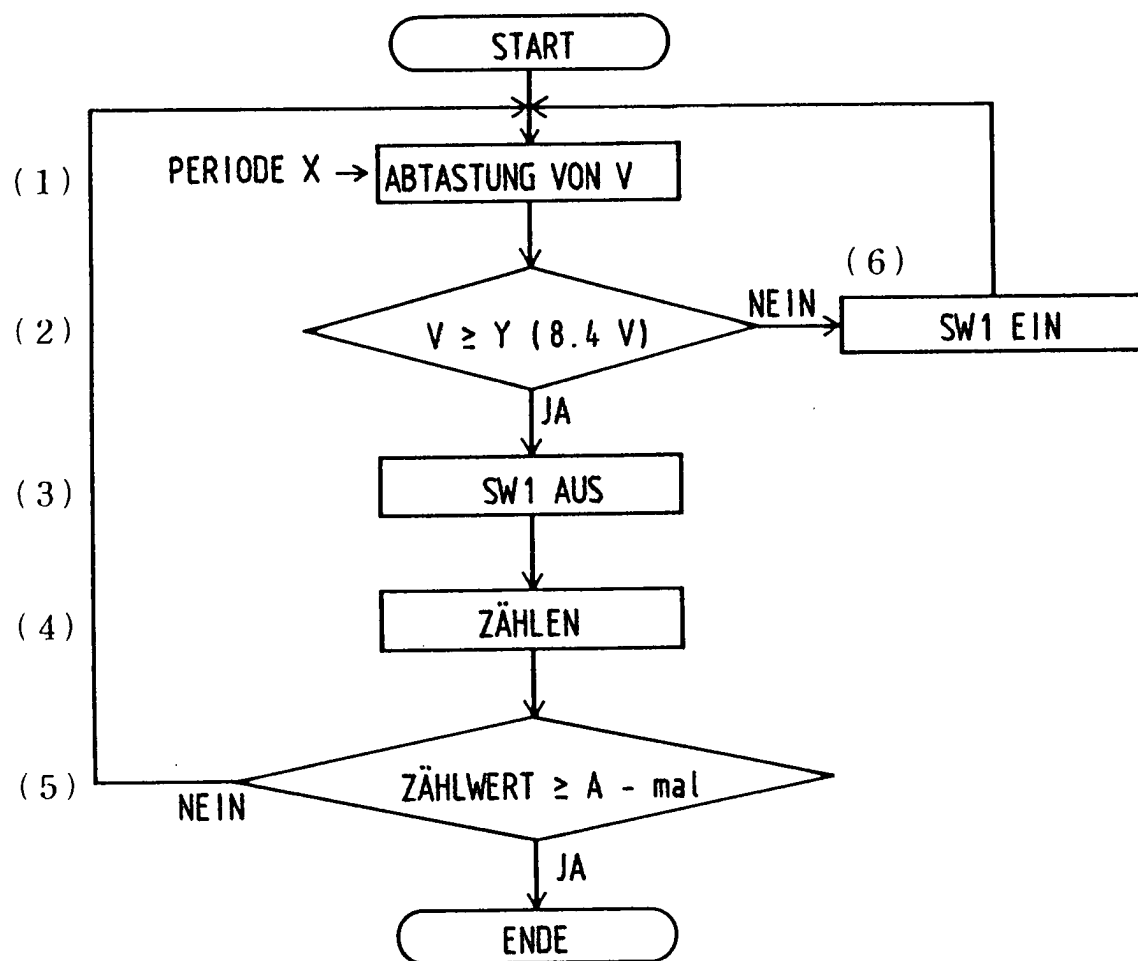 START
(1) PERIODE X → ABTASTUNG VON V
(6)
(2) V ≥ Y (8.4 V) NEIN SW1 EIN
JA
(3) SW1 AUS
(4) ZÄHLEN
(5) ZÄHLWERT ≥ A - mal
NEIN
JA
ENDE